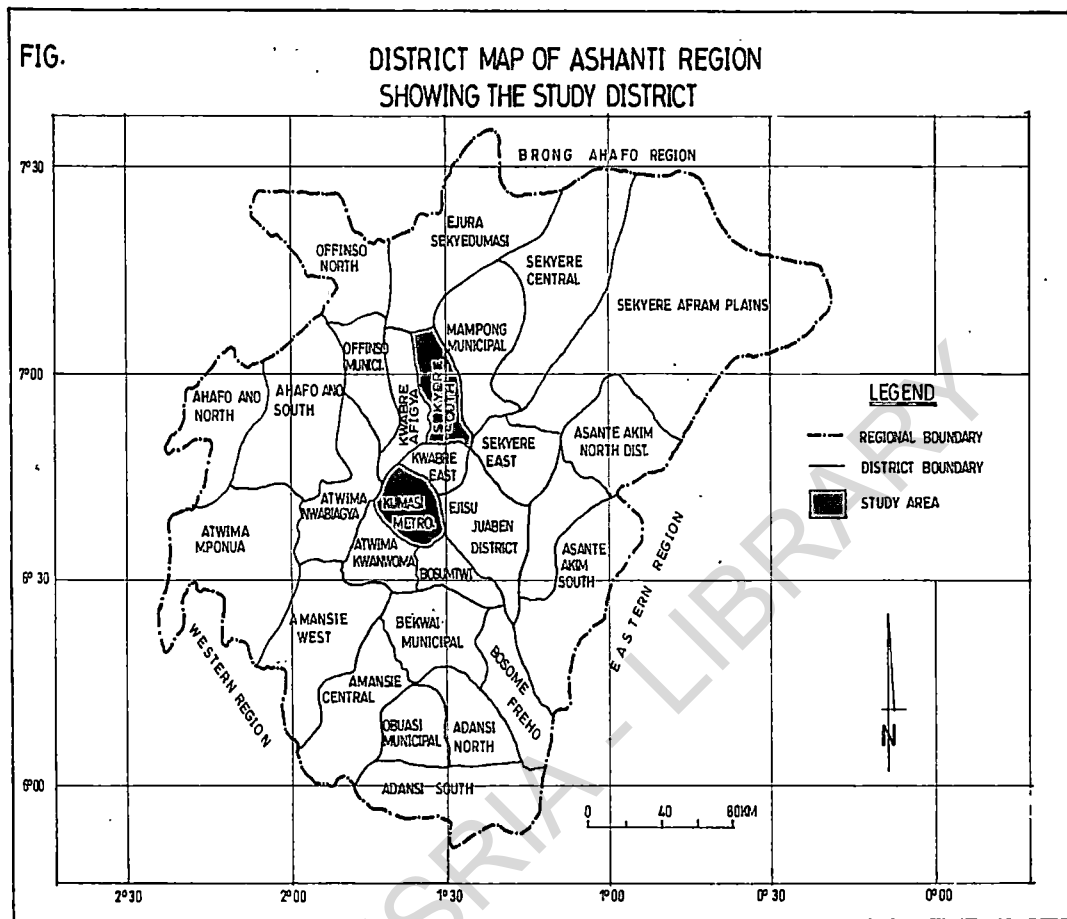 FIG.
DISTRICT MAP OF ASHANTI REGION
SHOWING THE STUDY DISTRICT
2°30
2°00
1°30
1°00
0°30
0°00
7°30
7°00
6°30
6°00
BRONG AHAFO REGION
OFFINSO
NORTH
EJURA
SEKYEDUMASI
SEKYERE
CENTRAL
SEKYERE AFRAM PLAINS
MAMPONG
MUNICIPAL
OFFINSO
MUNICI.
KWABRE
AFIGYA
SEKYERE
SOUTH
AHAFO ANO
NORTH
AHAFO ANO
SOUTH
KWABRE
EAST
SEKYERE
EAST
ASANTE AKIM
NORTH DIST.
ATWIMA
NWABIAGYA
KUMASI
METRO.
EJISU
JUABEN
DISTRICT
ATWIMA
MPONUA
ATWIMA
KWANWOMA
BOSUMTWI
ASANTE
AKIM
SOUTH
AMANSIE
WEST
BEKWAI
MUNICIPAL
BOSOME
FREHO
AMANSIE
CENTRAL
OBUASI
MUNICIPAL
ADANSI
NORTH
ADANSI SOUTH
WESTERN REGION
EASTERN REGION
LEGEND
REGIONAL BOUNDARY
DISTRICT BOUNDARY
STUDY AREA
N
0 40 80KM
SRIA - LIBRARY